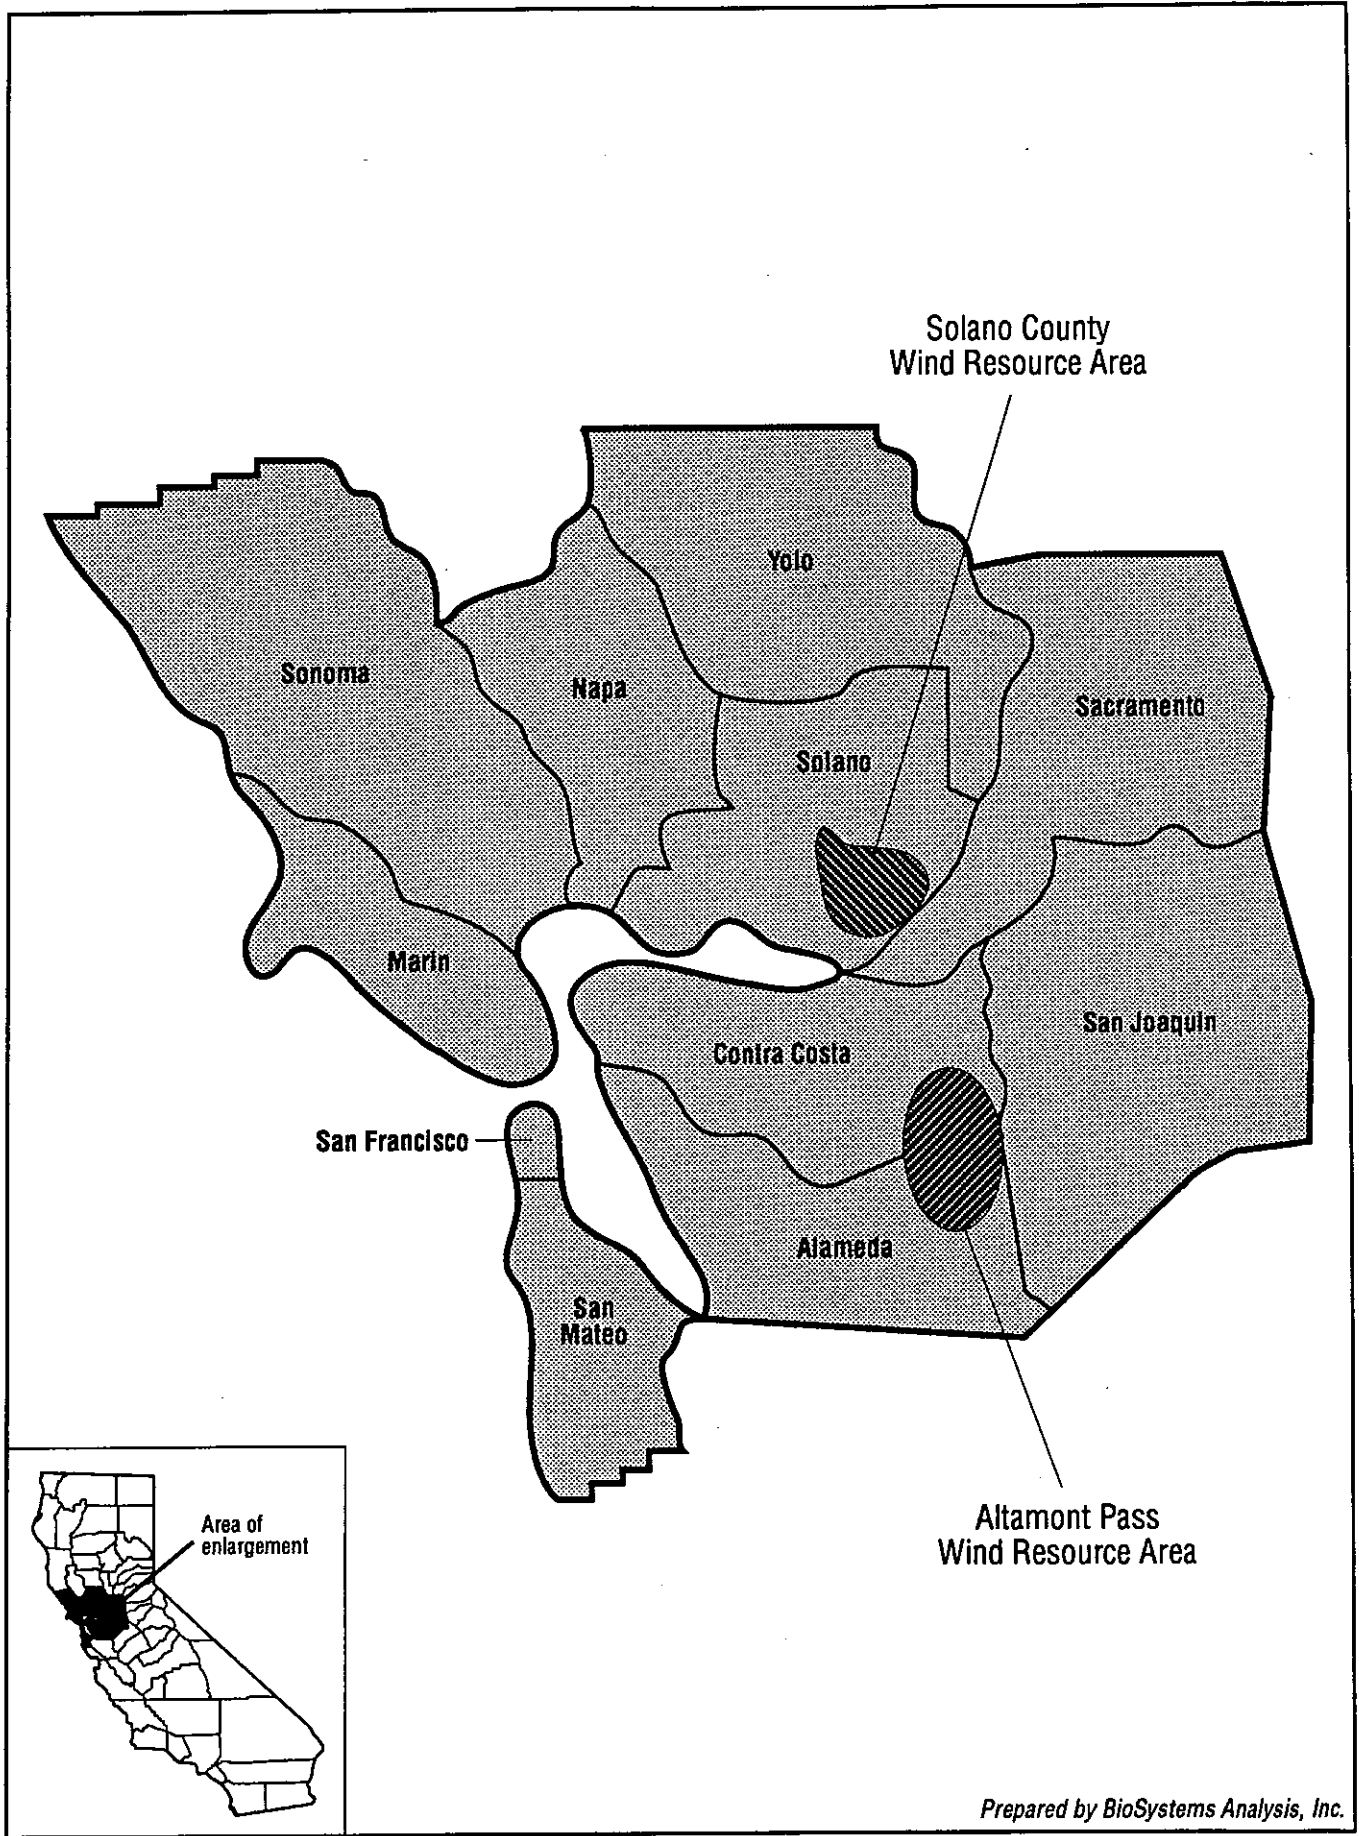 Solano County
Wind Resource Area
Yolo
Sonoma
Napa
Sacramento
Solano
Marin
San Joaquin
Contra Costa
San Francisco
Alameda
San
Mateo
Altamont Pass
Wind Resource Area
Area of
enlargement
Prepared by BioSystems Analysis, Inc.